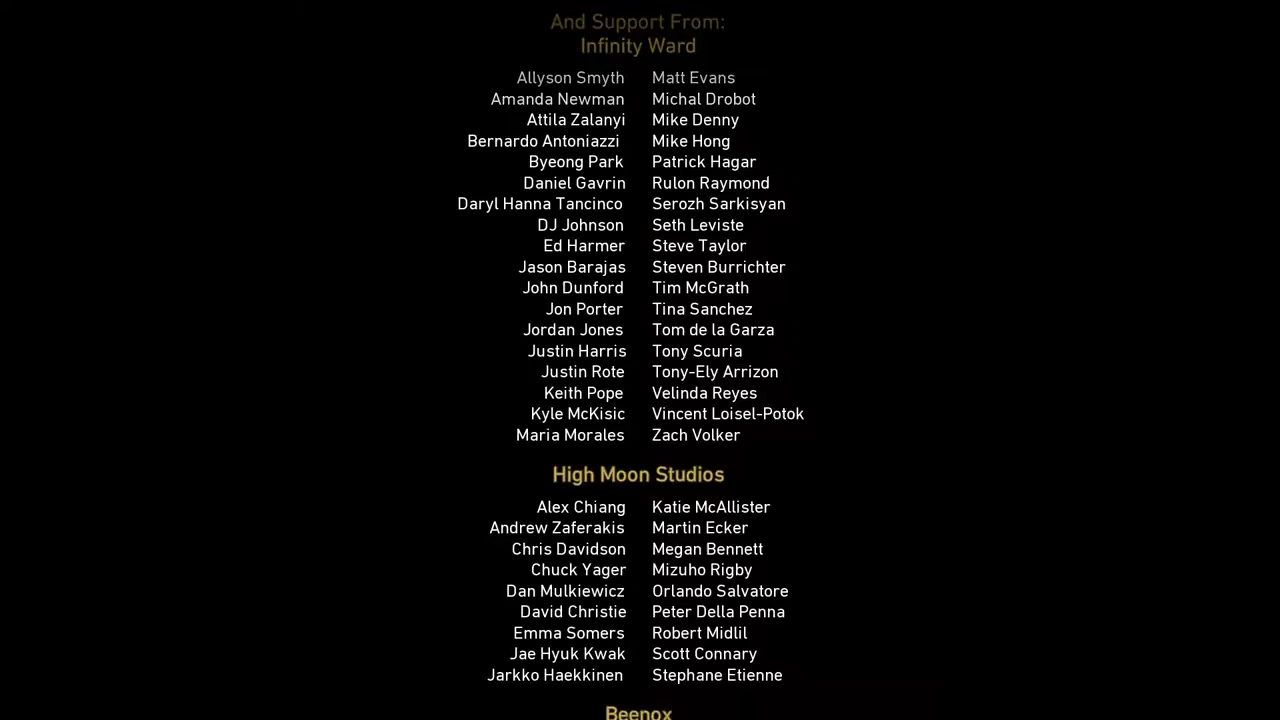 And Support From:
Infinity Ward
Allyson Smyth Matt Evans
Amanda Newman Michal Drobot
Attila Zalanyi Mike Denny
Bernardo Antoniazzi Mike Hong
Byeong Park Patrick Hagar
Daniel Gavrin Rulon Raymond
Daryl Hanna Tancinco Serozh Sarkisyan
DJ Johnson Seth Leviste
Ed Harmer Steve Taylor
Jason Barajas Steven Burrichter
John Dunford Tim McGrath
Jon Porter Tina Sanchez
Jordan Jones Tom de la Garza
Justin Harris Tony Scuria
Justin Rote Tony-Ely Arrizon
Keith Pope Velinda Reyes
Kyle McKisic Vincent Loisel-Potok
Maria Morales Zach Volker
High Moon Studios
Alex Chiang Katie McAllister
Andrew Zaferakis Martin Ecker
Chris Davidson Megan Bennett
Chuck Yager Mizuho Rigby
Dan Mulkiewicz Orlando Salvatore
David Christie Peter Della Penna
Emma Somers Robert Midlil
Jae Hyuk Kwak Scott Connary
Jarkko Haekkinen Stephane Etienne
Beenox